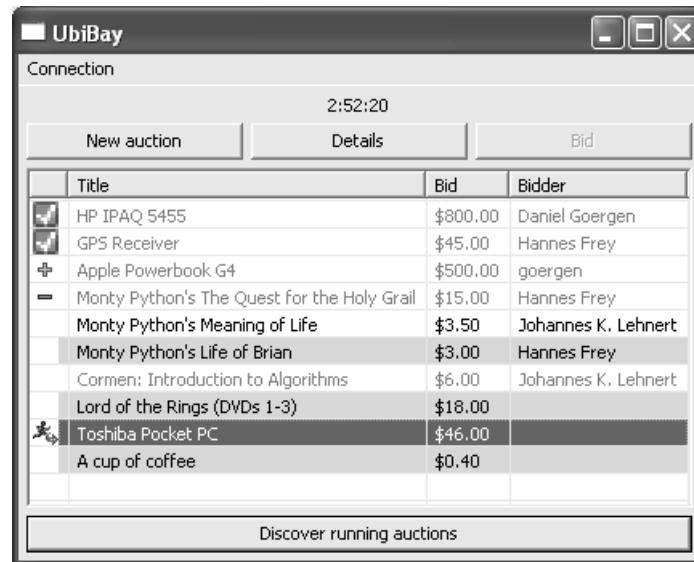 UbiBay
Connection
2:52:20
New auction Details Bid
Title Bid Bidder
HP IPAQ 5455 $800.00 Daniel Goergen
GPS Receiver $45.00 Hannes Frey
Apple Powerbook G4 $500.00 goergen
Monty Python's The Quest for the Holy Grail $15.00 Hannes Frey
Monty Python's Meaning of Life $3.50 Johannes K. Lehnert
Monty Python's Life of Brian $3.00 Hannes Frey
Cormen: Introduction to Algorithms $6.00 Johannes K. Lehnert
Lord of the Rings (DVDs 1-3) $18.00
Toshiba Pocket PC $46.00
A cup of coffee $0.40
Discover running auctions